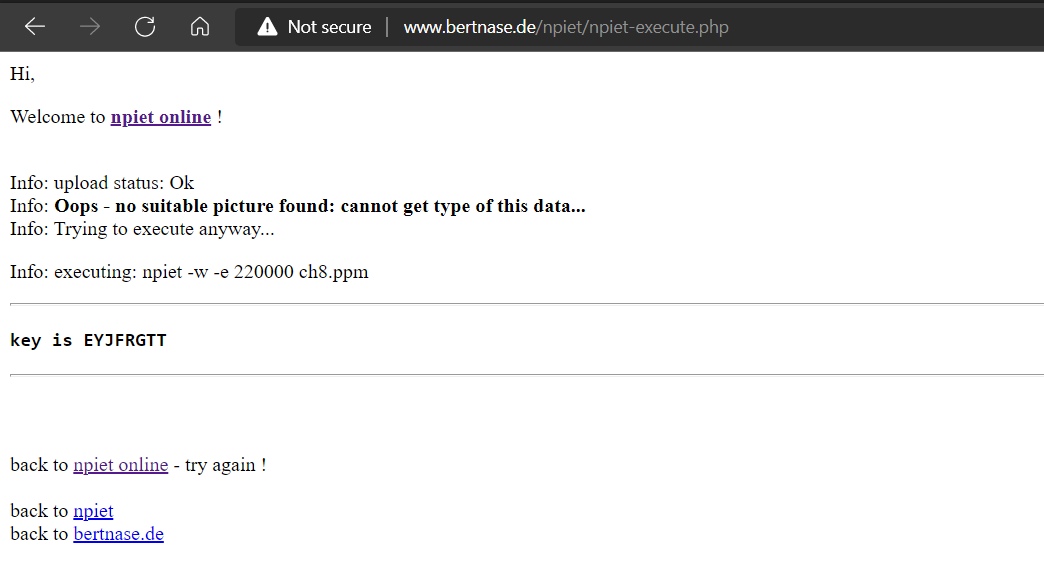 Not secure | www.bertnase.de/npiet/npiet-execute.php
Hi,
Welcome to npiet online !
Info: upload status: Ok
Info: Oops - no suitable picture found: cannot get type of this data...
Info: Trying to execute anyway...
Info: executing: npiet -w -e 220000 ch8.ppm
key is EYJFRGTT
back to npiet online - try again !
back to npiet
back to bertnase.de